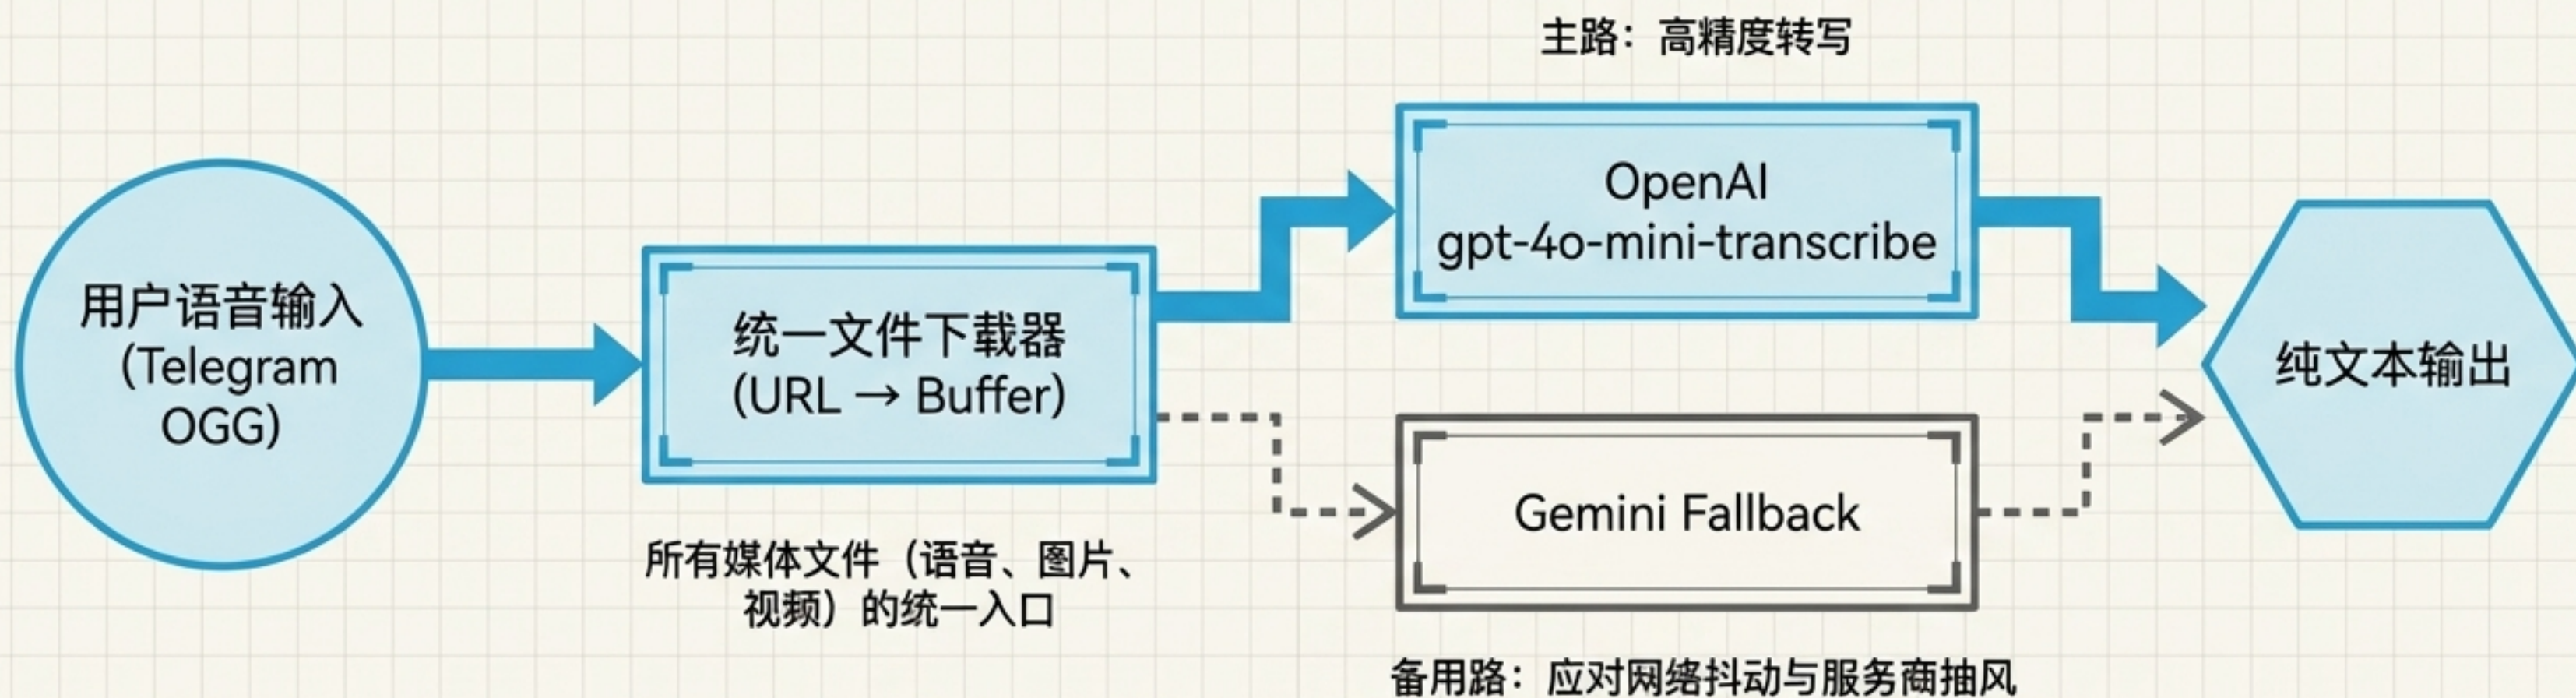 用户语音输入
(Telegram
OGG)
统一文件下载器
(URL → Buffer)
所有媒体文件（语音、图片、
视频）的统一入口
主路：高精度转写
OpenAI
gpt-4o-mini-transcribe
Gemini Fallback
备用路：应对网络抖动与服务商抽风
纯文本输出